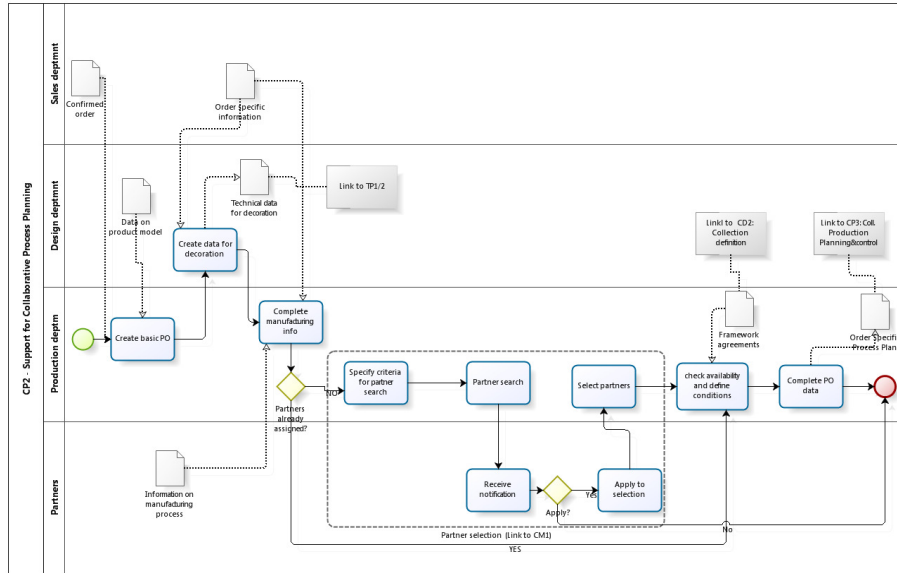 CP2 - Support for Collaborative Process Planning
Sales deptmnt
Confirmed
order
Order specific
information
Design deptmnt
Data on
product model
Technical data
for decoration
Link to TP1/2
Create data for
decoration
Linkl to CD2:
Collection
definition
Link to CP3:Coll.
Production
Planning&control
Production deptm
Create basic PO
Complete
manufacturing
info
Partners
already
assigned?
NO
Specify criteria
for partner
search
Partner search
Select partners
Framework
agreements
check availability
and define
conditions
Complete PO
data
Order Specifi
Process Plan
Partners
Information on
manufacturing
process
Receive
notification
Apply?
Yes
Apply to
selection
No
Partner selection (Link to CM1)
YES